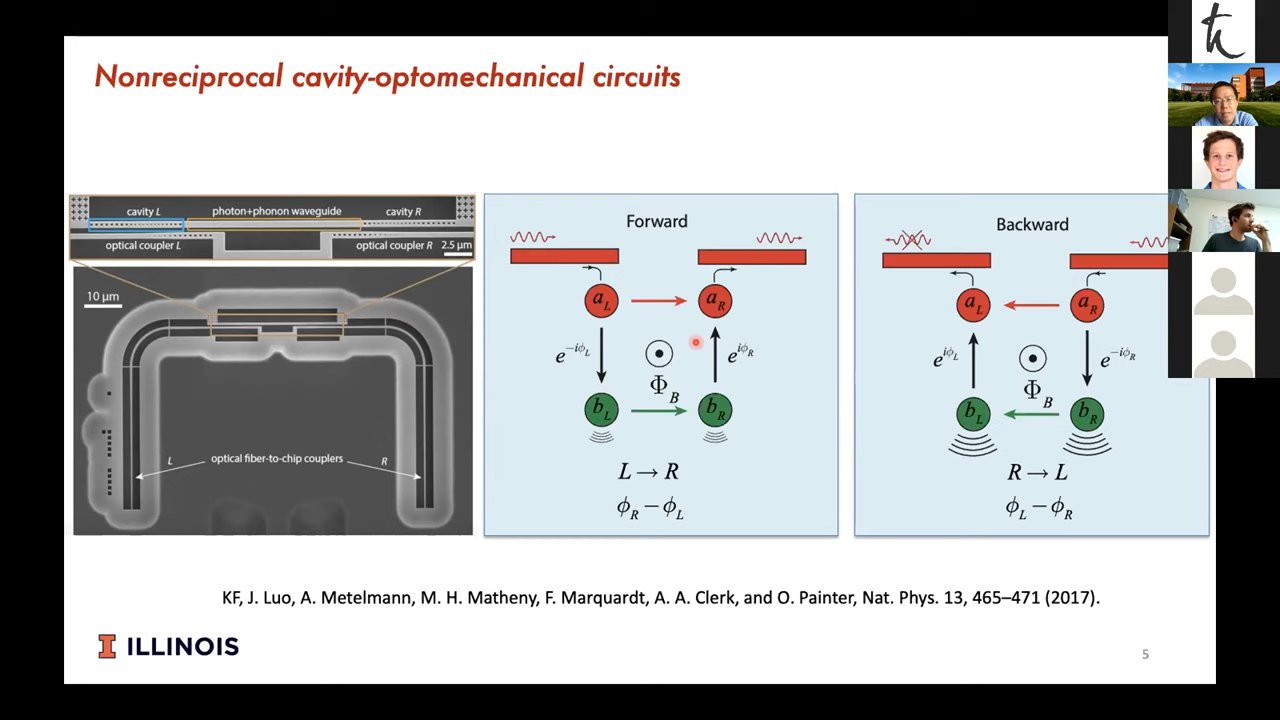 Nonreciprocal cavity-optomechanical circuits
cavity L
photon+phonon waveguide
cavity R
optical coupler L
optical coupler R
2.5 μm
10 μm
L
optical fiber-to-chip couplers
R
Forward
a_L
a_R
e^{-iϕ_L}
e^{iϕ_R}
Φ_B
b_L
b_R
L → R
ϕ_R − ϕ_L
Backward
a_L
a_R
e^{iϕ_L}
e^{-iϕ_R}
Φ_B
b_L
b_R
R → L
ϕ_L − ϕ_R
KF, J. Luo, A. Metelmann, M. H. Matheny, F. Marquardt, A. A. Clerk, and O. Painter, Nat. Phys. 13, 465–471 (2017).
I ILLINOIS
5